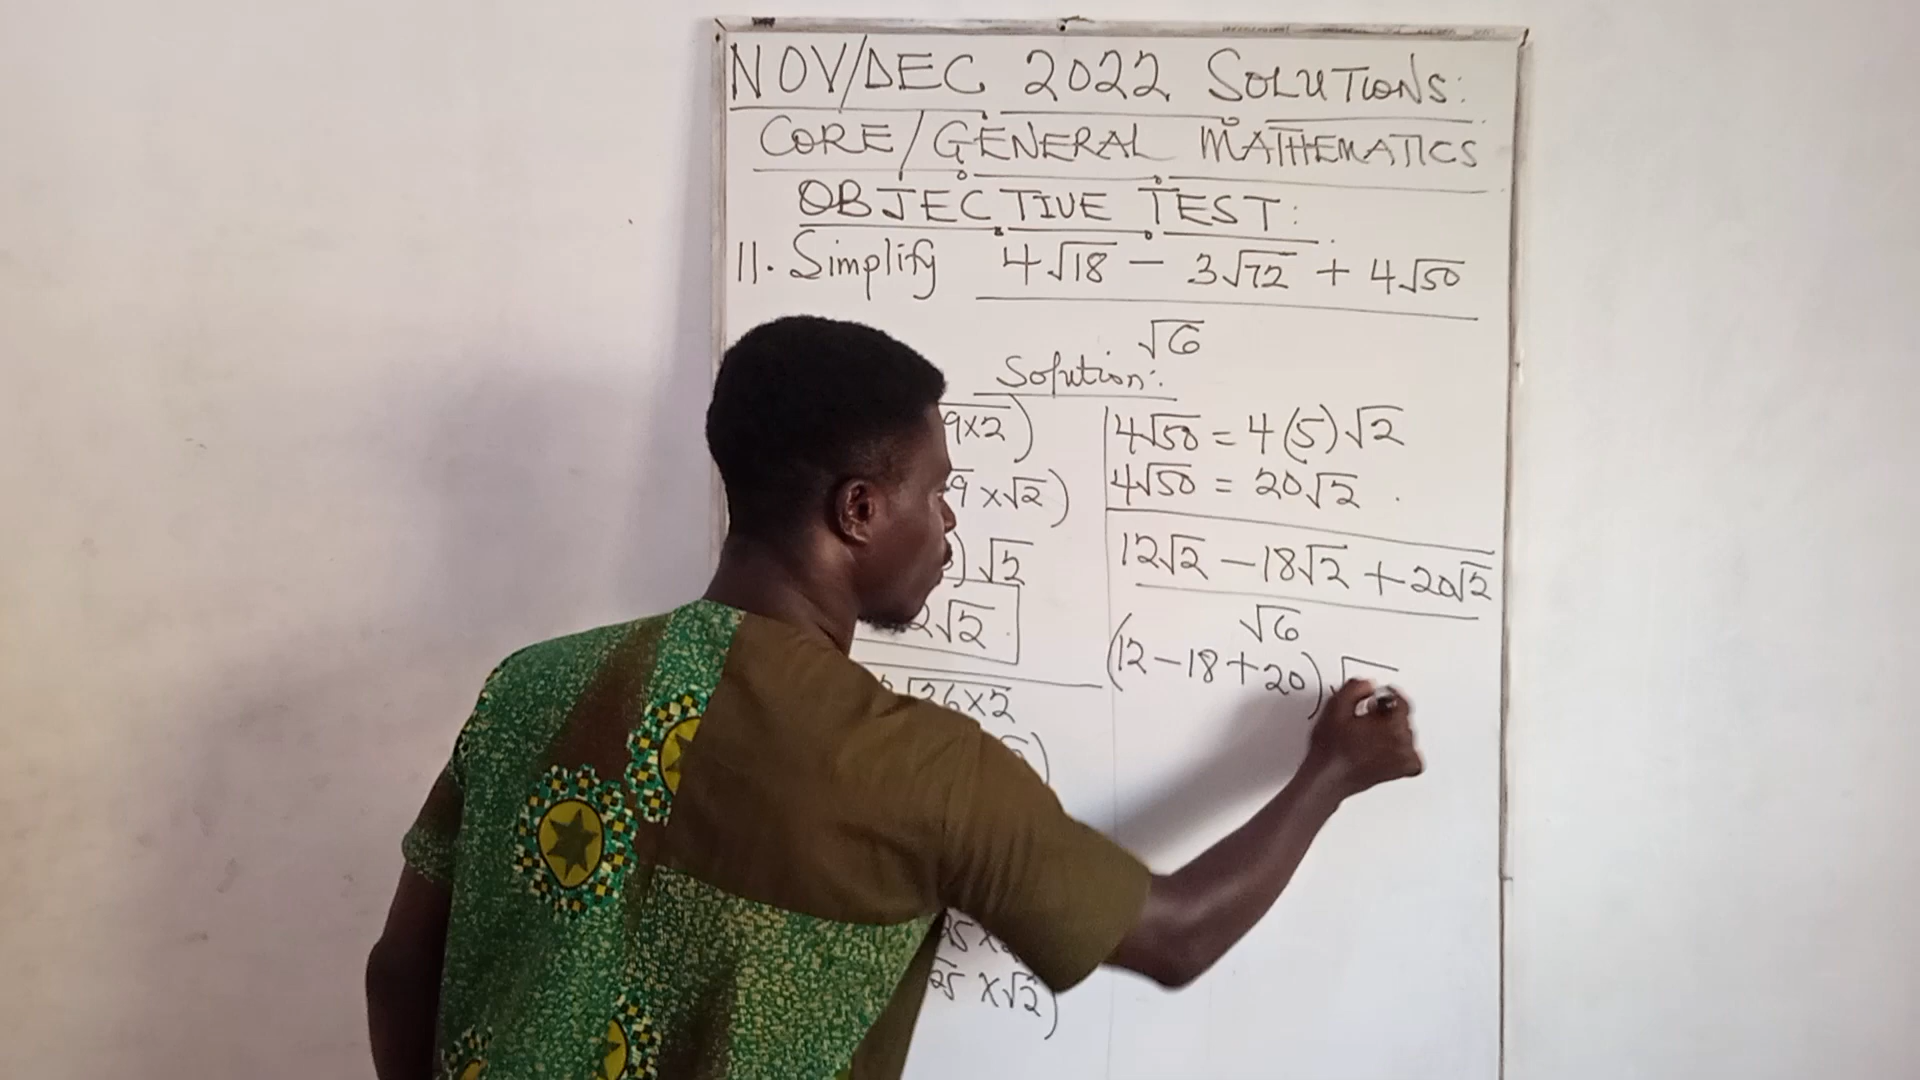 NOV/DEC 2022 SOLUTIONS:
CORE/GENERAL MATHEMATICS
OBJECTIVE TEST:
11. Simplify 4√18 - 3√72 + 4√50
√6
Solution:
9×2)
9 ×√2)
) √2
2√2
√36×2
)
25 ×√2)
4√50 = 4(5)√2
4√50 = 20√2
12√2 - 18√2 + 20√2
√6
(12-18+20)√